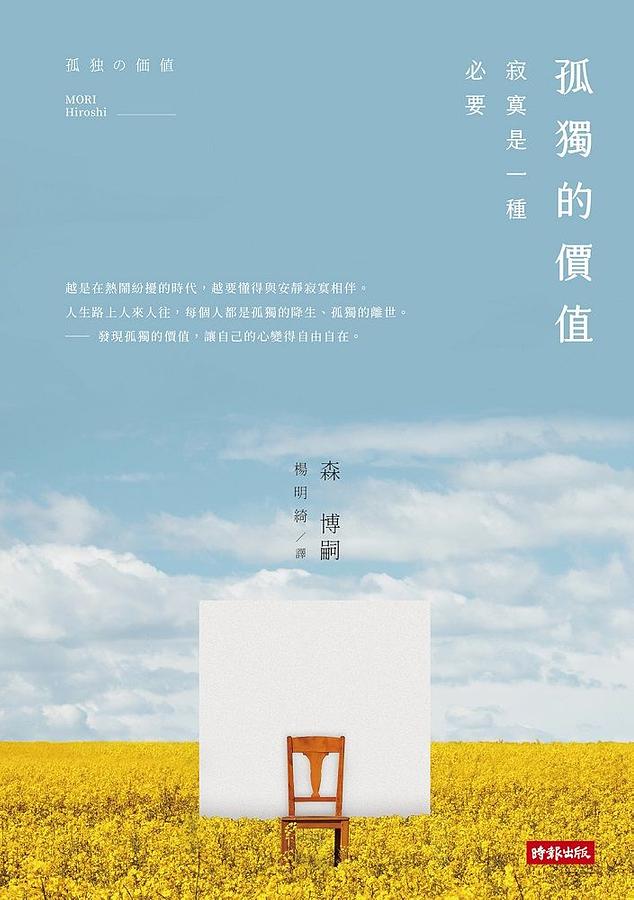 孤獨的價值
寂寞是一種
必要
孤独の価値
MORI
Hiroshi
越是在熱鬧紛擾的時代，越要懂得與安靜寂寞相伴。
人生路上人來人往，每個人都是孤獨的降生、孤獨的離世。
—— 發現孤獨的價值，讓自己的心變得自由自在。
森 博嗣
楊明綺／譯
時報出版